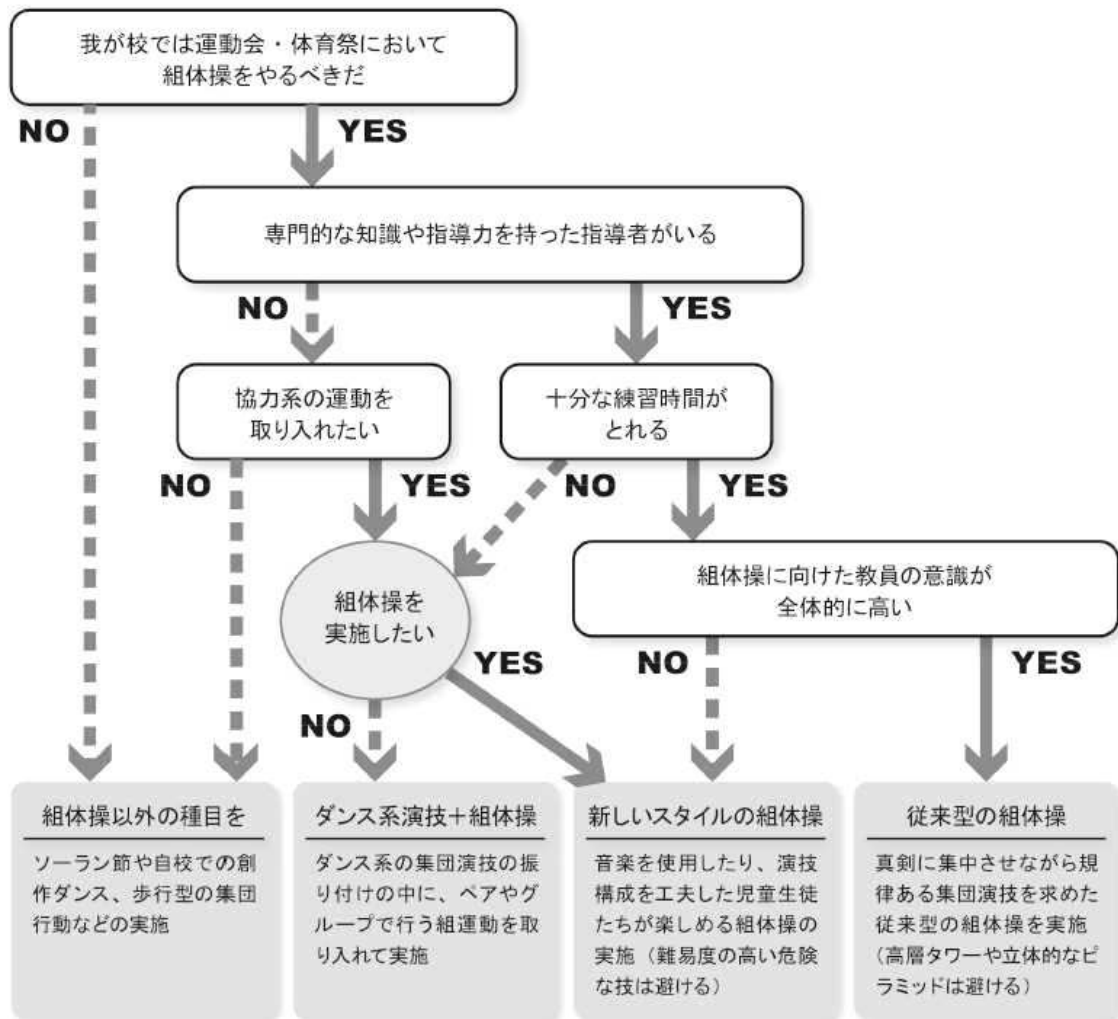 我が校では運動会・体育祭において
組体操をやるべきだ
NO
YES
専門的な知識や指導力を持った指導者がいる
NO
YES
協力系の運動を
取り入れたい
十分な練習時間が
とれる
NO
YES
NO
YES
組体操を
実施したい
組体操に向けた教員の意識が
全体的に高い
NO
YES
NO
YES
組体操以外の種目を
ソーラン節や自校での創
作ダンス、歩行型の集団
行動などの実施
ダンス系演技＋組体操
ダンス系の集団演技の振
り付けの中に、ペアやグ
ループで行う組運動を取
り入れて実施
新しいスタイルの組体操
音楽を使用したり、演技
構成を工夫した児童生徒
たちが楽しめる組体操の
実施（難易度の高い危険
な技は避ける）
従来型の組体操
真剣に集中させながら規
律ある集団演技を求めた
従来型の組体操を実施
（高層タワーや立体的なピ
ラミッドは避ける）